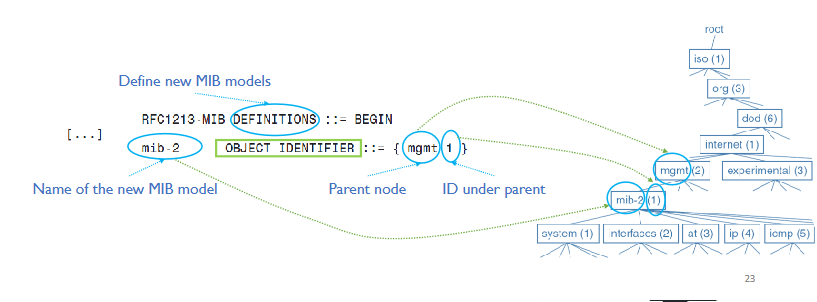 root
iso (1)
org (3)
dod (6)
internet (1)
mgmt (2) experimental (3)
mib-2 (1)
system (1) interfaces (2) at (3) ip (4) icmp (5)
Define new MIB models
RFC1213-MIB DEFINITIONS ::= BEGIN
[...]
mib-2 OBJECT IDENTIFIER ::= { mgmt 1 }
Name of the new MIB model Parent node ID under parent
23